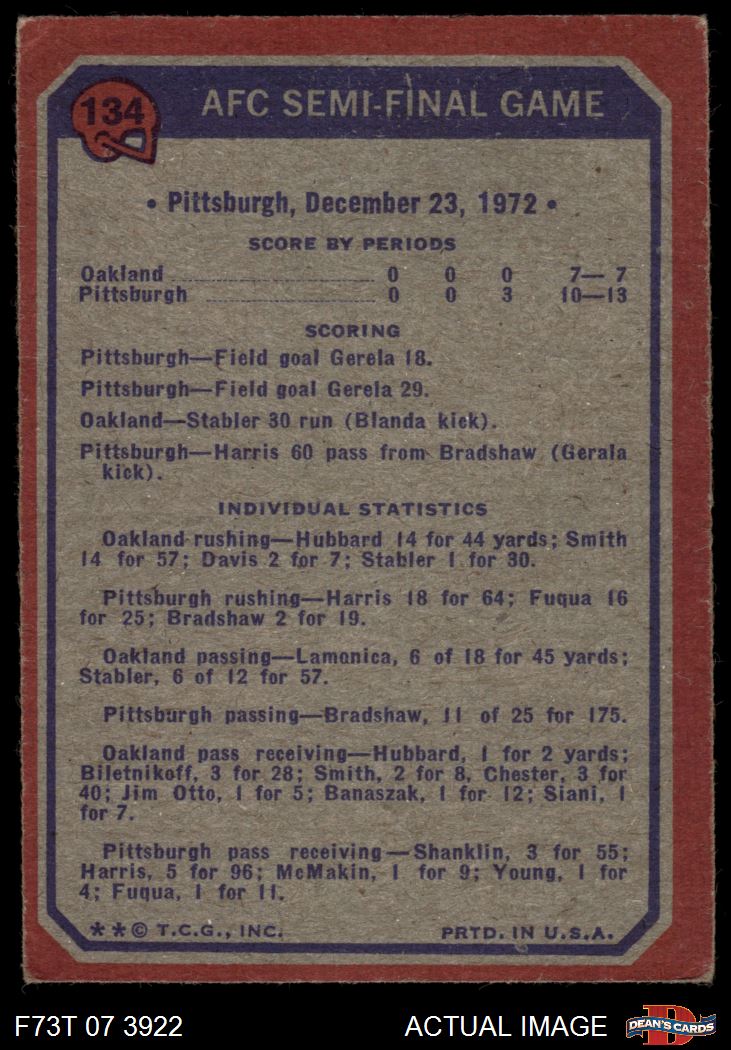 134
AFC SEMI-FINAL GAME
• Pittsburgh, December 23, 1972 •
SCORE BY PERIODS
Oakland 0 0 0 7— 7
Pittsburgh 0 0 3 10—13
SCORING
Pittsburgh—Field goal Gerela 18.
Pittsburgh—Field goal Gerela 29.
Oakland—Stabler 30 run (Blanda kick).
Pittsburgh—Harris 60 pass from Bradshaw (Gerala
kick).
INDIVIDUAL STATISTICS
Oakland rushing—Hubbard 14 for 44 yards; Smith
14 for 57; Davis 2 for 7; Stabler 1 for 30.
Pittsburgh rushing—Harris 18 for 64; Fuqua 16
for 25; Bradshaw 2 for 19.
Oakland passing—Lamonica, 6 of 18 for 45 yards;
Stabler, 6 of 12 for 57.
Pittsburgh passing—Bradshaw, 11 of 25 for 175.
Oakland pass receiving—Hubbard, 1 for 2 yards;
Biletnikoff, 3 for 28; Smith, 2 for 8, Chester, 3 for
40; Jim Otto, 1 for 5; Banaszak, 1 for 12; Siani, 1
for 7.
Pittsburgh pass receiving—Shanklin, 3 for 55;
Harris, 5 for 96; McMakin, 1 for 9; Young, 1 for
4; Fuqua, 1 for 11.
**© T.C.G., INC. PRTD. IN U.S.A.
F73T 07 3922 ACTUAL IMAGE DEAN'S CARDS